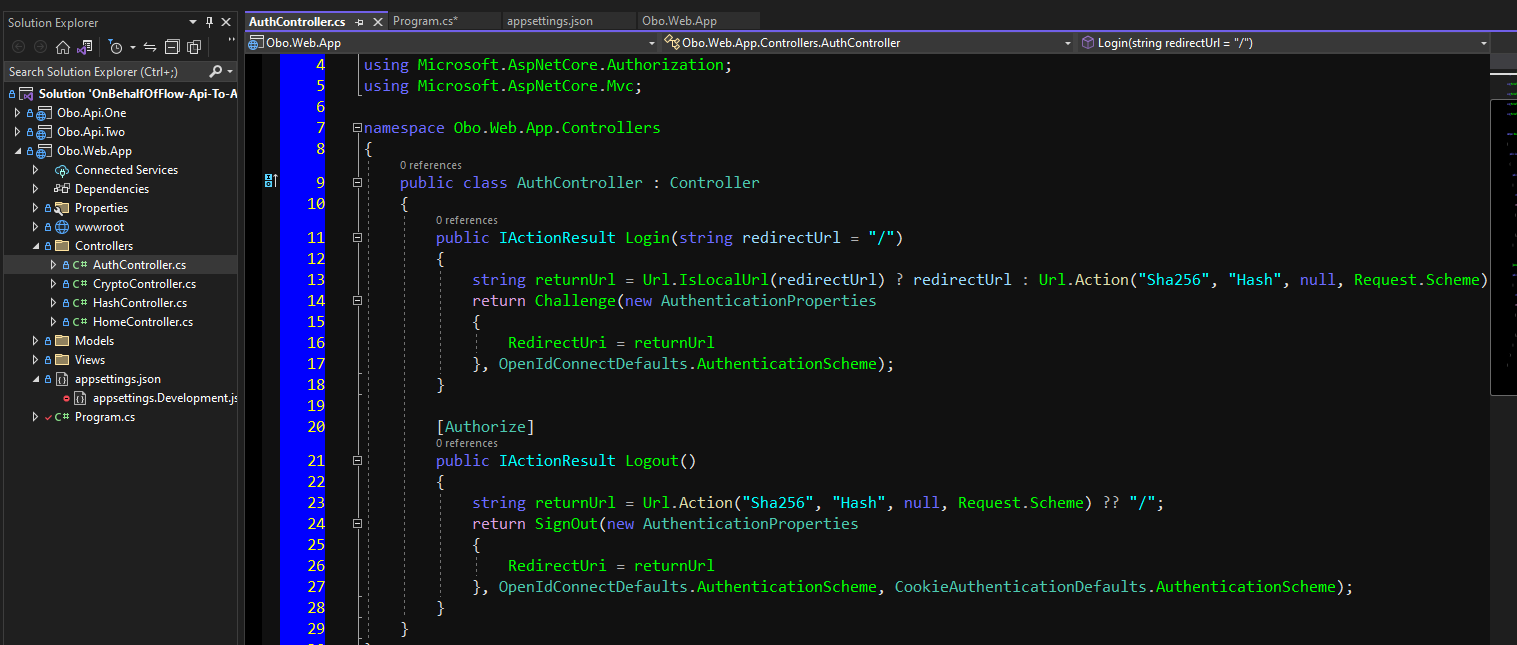 Solution Explorer
Search Solution Explorer (Ctrl+;)
Solution 'OnBehalfOfFlow-Api-To-A
Obo.Api.One
Obo.Api.Two
Obo.Web.App
Connected Services
Dependencies
Properties
wwwroot
Controllers
C# AuthController.cs
C# CryptoController.cs
C# HashController.cs
C# HomeController.cs
Models
Views
appsettings.json
appsettings.Development.js
C# Program.cs
AuthController.cs Program.cs* appsettings.json Obo.Web.App
Obo.Web.App Obo.Web.App.Controllers.AuthController Login(string redirectUrl = "/")
4 using Microsoft.AspNetCore.Authorization;
5 using Microsoft.AspNetCore.Mvc;
6
7 namespace Obo.Web.App.Controllers
8 {
0 references
9 public class AuthController : Controller
10 {
0 references
11 public IActionResult Login(string redirectUrl = "/")
12 {
13 string returnUrl = Url.IsLocalUrl(redirectUrl) ? redirectUrl : Url.Action("Sha256", "Hash", null, Request.Scheme)
14 return Challenge(new AuthenticationProperties
15 {
16 RedirectUri = returnUrl
17 }, OpenIdConnectDefaults.AuthenticationScheme);
18 }
19
20 [Authorize]
0 references
21 public IActionResult Logout()
22 {
23 string returnUrl = Url.Action("Sha256", "Hash", null, Request.Scheme) ?? "/";
24 return SignOut(new AuthenticationProperties
25 {
26 RedirectUri = returnUrl
27 }, OpenIdConnectDefaults.AuthenticationScheme, CookieAuthenticationDefaults.AuthenticationScheme);
28 }
29 }